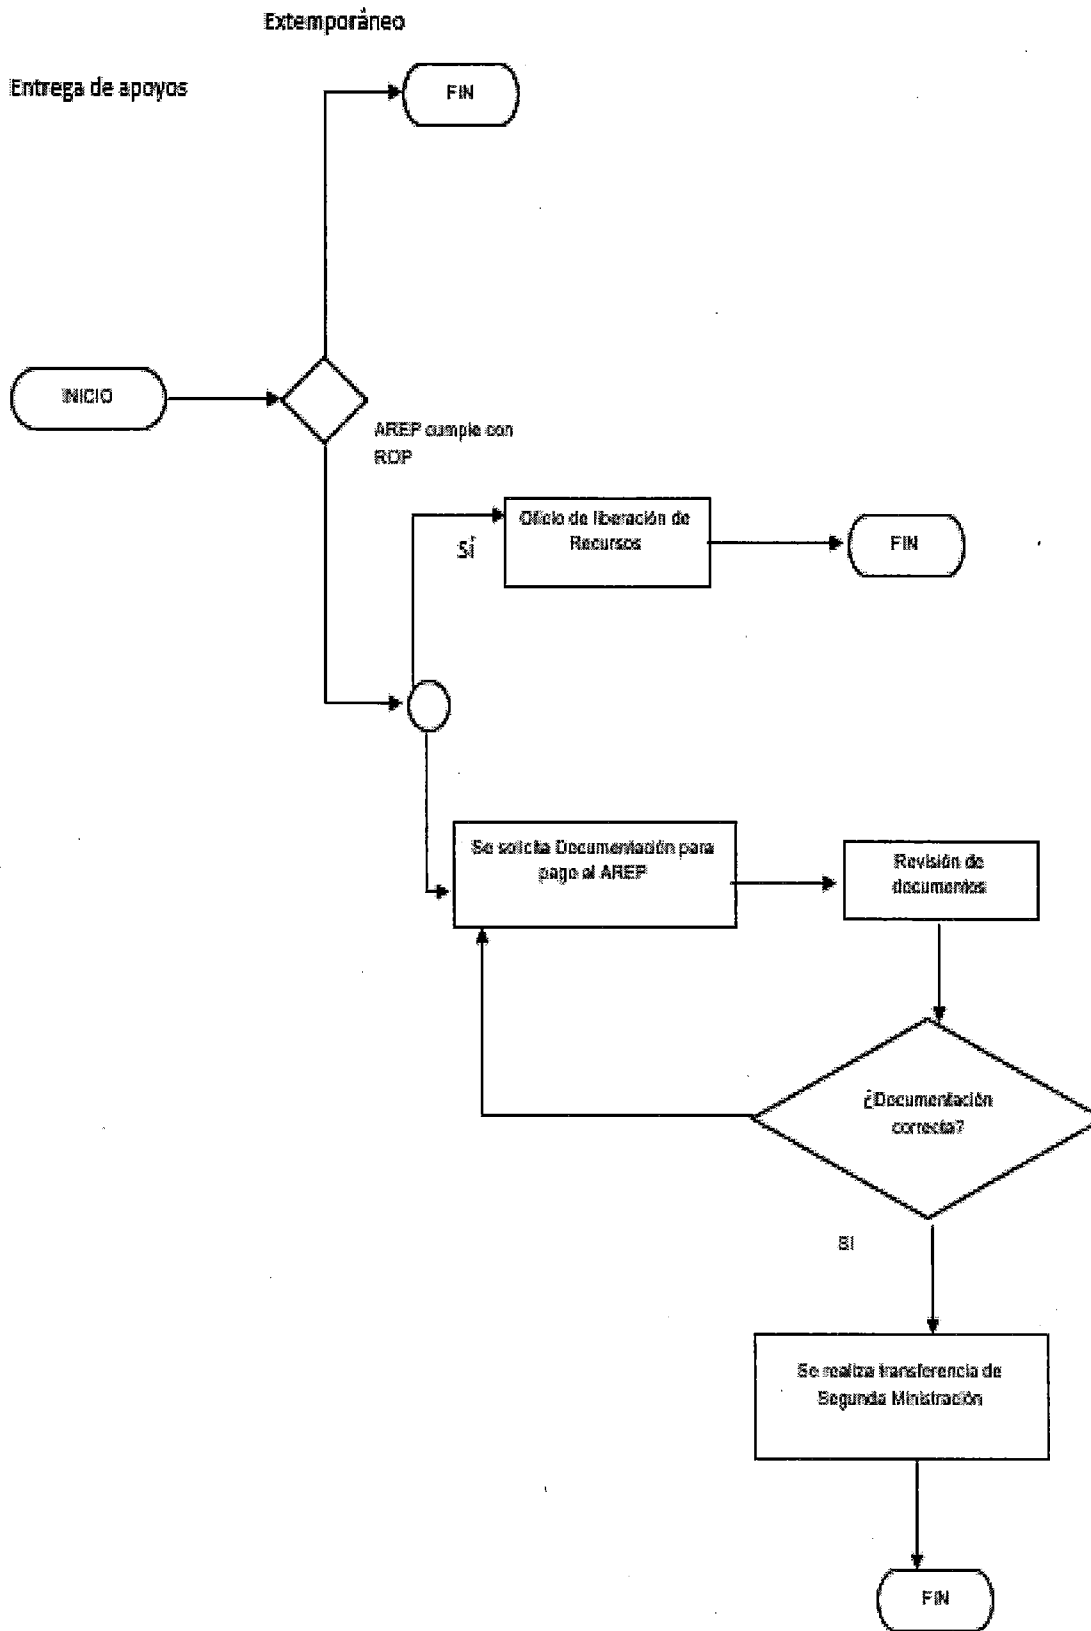 Extemporáneo
Entrega de apoyos
FIN
INICIO
AREP cumple con
ROP
Oficio de liberación de
Recursos
SÍ
FIN
Se solicita Documentación para
pago al AREP
Revisión de
documentos
¿Documentación
correcta?
SI
Se realiza transferencia de
Segunda Ministración
FIN